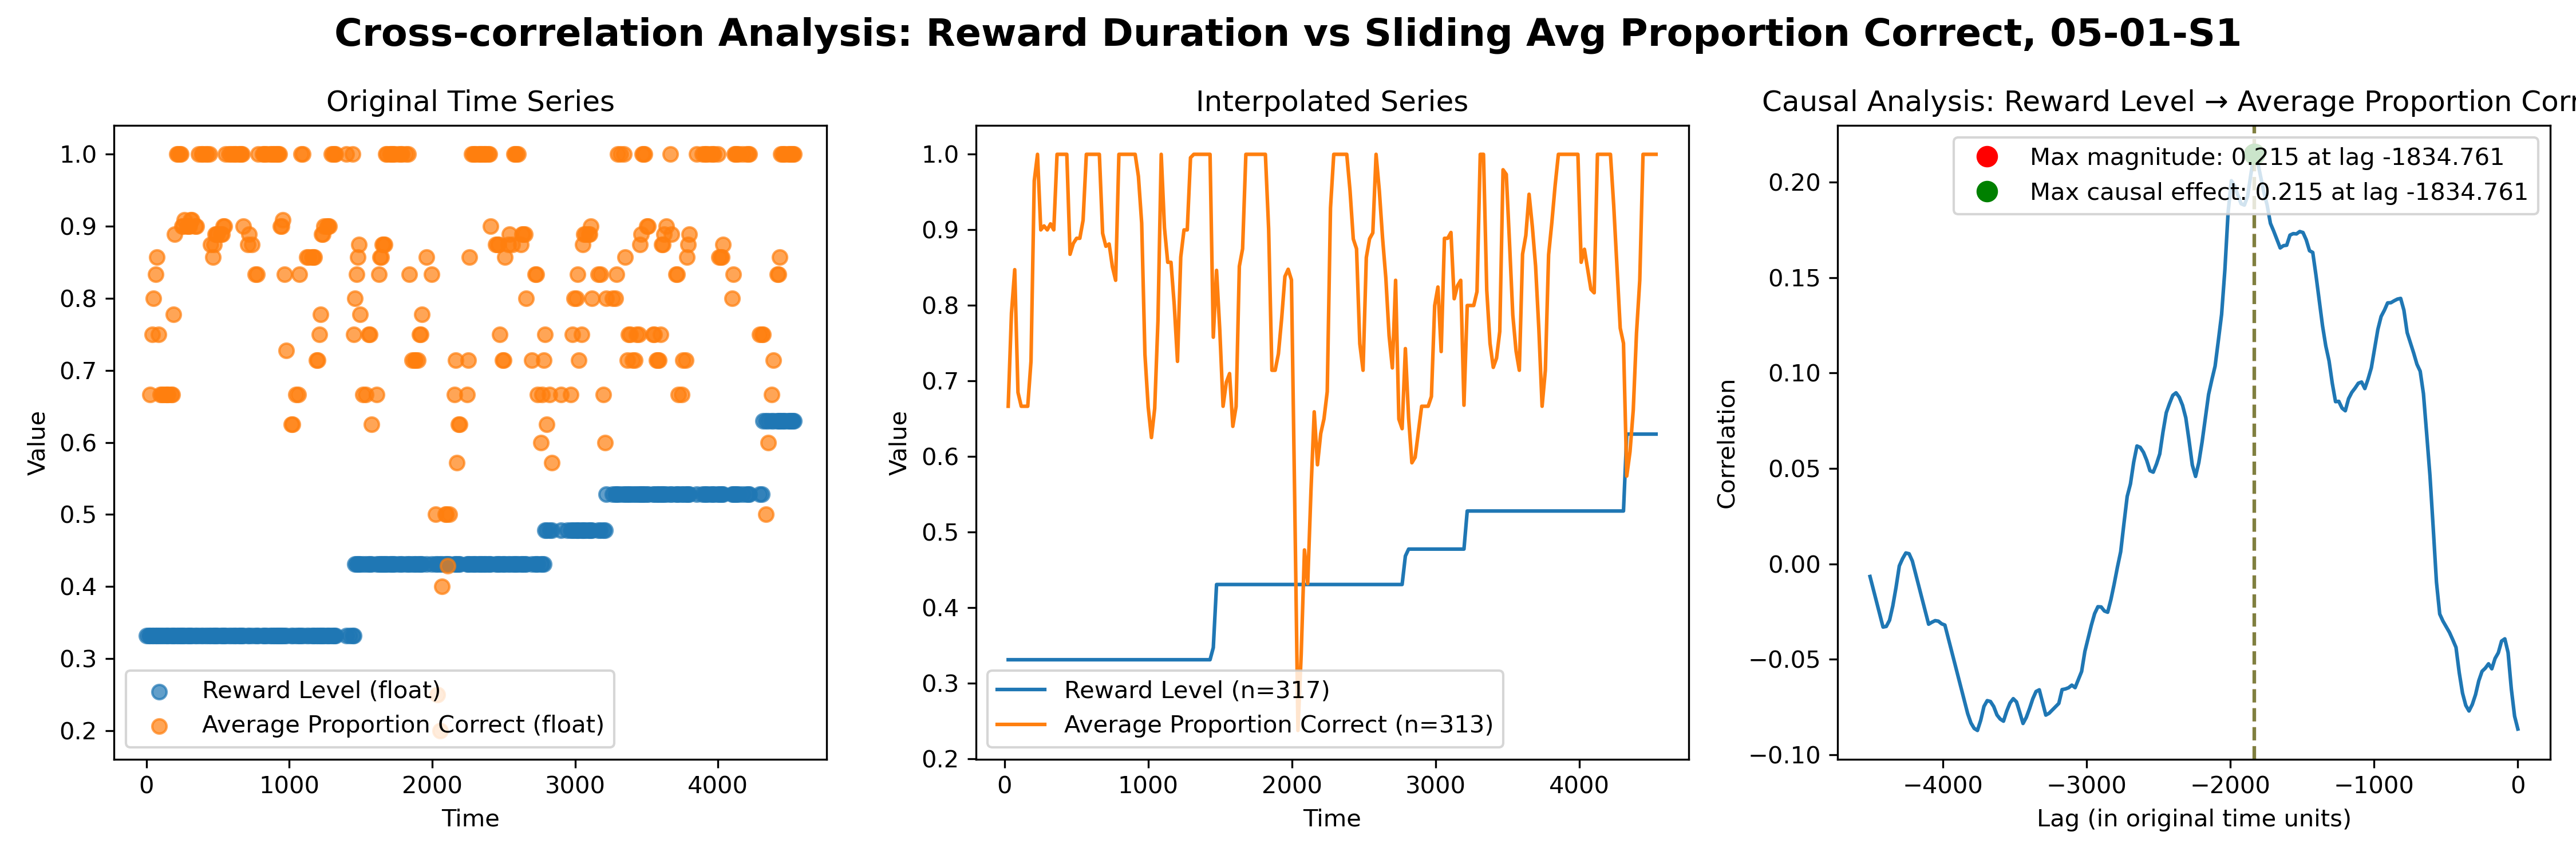 Cross-correlation Analysis: Reward Duration vs Sliding Avg Proportion Correct, 05-01-S1
Original Time Series
Value
1.0
0.9
0.8
0.7
0.6
0.5
0.4
0.3
0.2
Reward Level (float)
Average Proportion Correct (float)
0 1000 2000 3000 4000
Time
Interpolated Series
Value
1.0
0.9
0.8
0.7
0.6
0.5
0.4
0.3
0.2
Reward Level (n=317)
Average Proportion Correct (n=313)
0 1000 2000 3000 4000
Time
Causal Analysis: Reward Level → Average Proportion Corr
Correlation
0.20
0.15
0.10
0.05
0.00
−0.05
−0.10
Max magnitude: 0.215 at lag -1834.761
Max causal effect: 0.215 at lag -1834.761
−4000 −3000 −2000 −1000 0
Lag (in original time units)